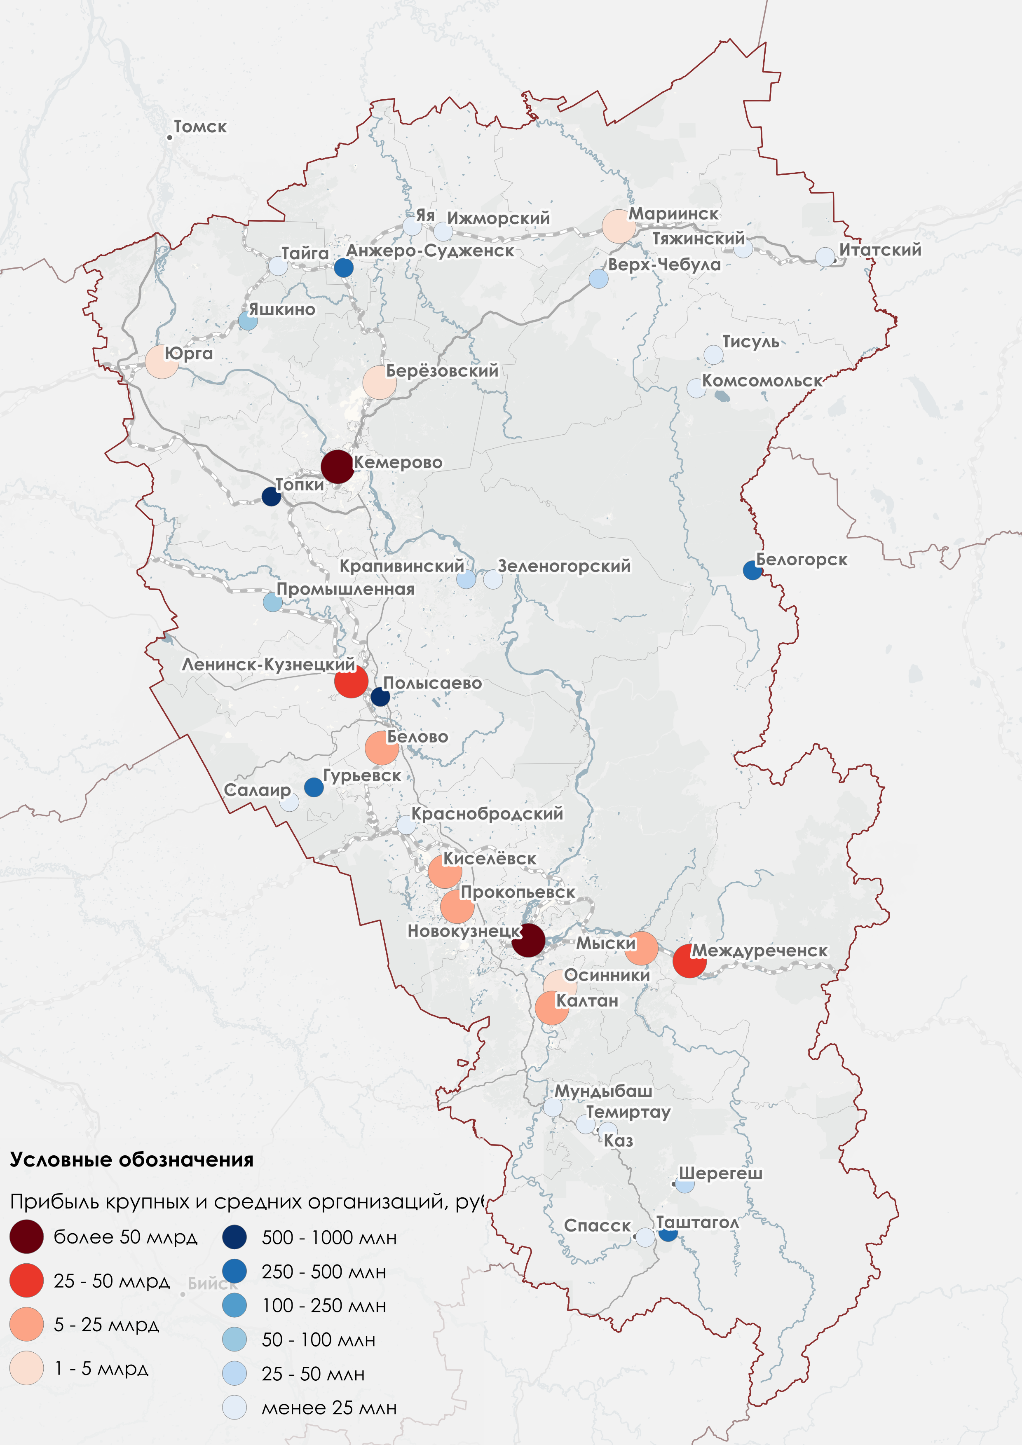 Томск
Яя
Ижморский
Мариинск
Тяжинский
Итатский
Тайга
Анжеро-Судженск
Верх-Чебула
Яшкино
Тисуль
Юрга
Берёзовский
Комсомольск
Кемерово
Топки
Белогорск
Крапивинский
Зеленогорский
Промышленная
Ленинск-Кузнецкий
Полысаево
Белово
Гурьевск
Салаир
Краснобродский
Киселёвск
Прокопьевск
Новокузнецк
Мыски
Междуреченск
Осинники
Калтан
Мундыбаш
Темиртау
Каз
Шерегеш
Спасск
Таштагол
Бийск
Условные обозначения
Прибыль крупных и средних организаций, руб
более 50 млрд
25 - 50 млрд
5 - 25 млрд
1 - 5 млрд
500 - 1000 млн
250 - 500 млн
100 - 250 млн
50 - 100 млн
25 - 50 млн
менее 25 млн